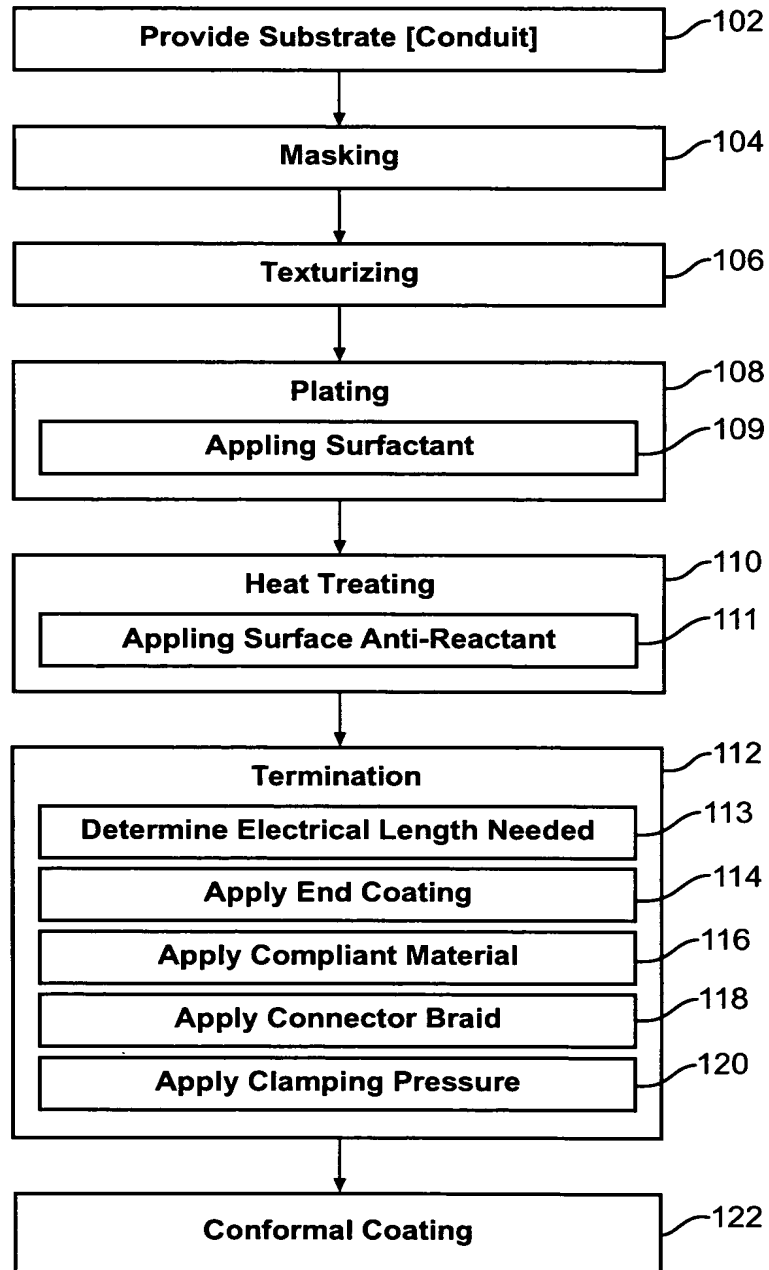 Provide Substrate [Conduit] 102
Masking 104
Texturizing 106
Plating 108
Appling Surfactant 109
Heat Treating 110
Appling Surface Anti-Reactant 111
Termination 112
Determine Electrical Length Needed 113
Apply End Coating 114
Apply Compliant Material 116
Apply Connector Braid 118
Apply Clamping Pressure 120
Conformal Coating 122